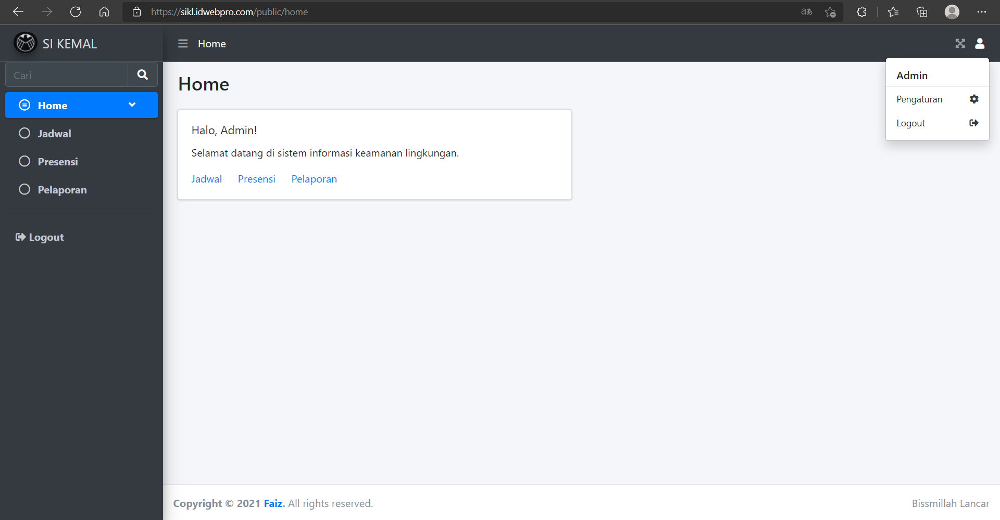 https://sikl.idwebpro.com/public/home
SI KEMAL
Home
Cari
Home
Jadwal
Presensi
Pelaporan
Logout
Home
Halo, Admin!
Selamat datang di sistem informasi keamanan lingkungan.
Jadwal Presensi Pelaporan
Admin
Pengaturan
Logout
Copyright © 2021 Faiz. All rights reserved.
Bissmillah Lancar